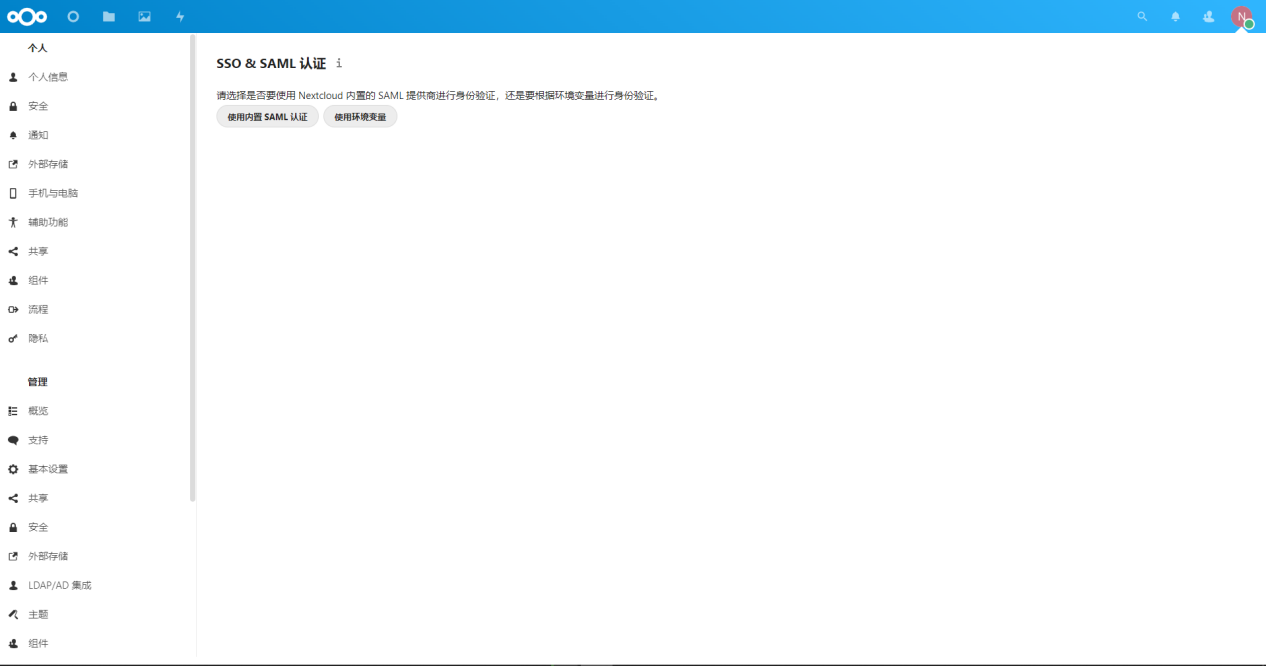 N
个人
个人信息
安全
通知
外部存储
手机与电脑
辅助功能
共享
组件
流程
隐私
管理
概览
支持
基本设置
共享
安全
外部存储
LDAP/AD 集成
主题
组件
SSO & SAML 认证 i
请选择是否要使用 Nextcloud 内置的 SAML 提供商进行身份验证，还是要根据环境变量进行身份验证。
使用内置 SAML 认证 使用环境变量